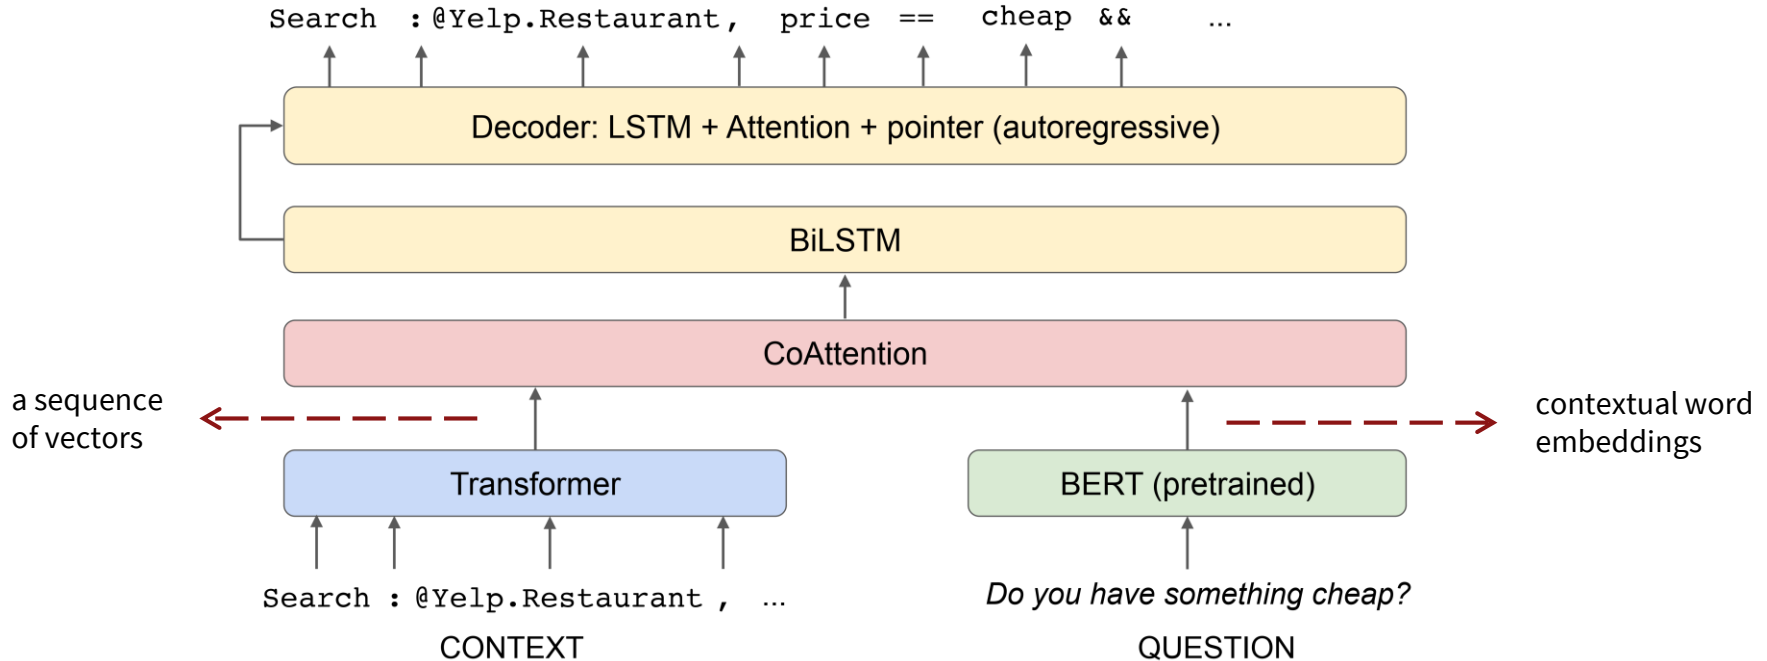 Search : @Yelp.Restaurant, price == cheap && ...
Decoder: LSTM + Attention + pointer (autoregressive)
BiLSTM
CoAttention
a sequence
of vectors
contextual word
embeddings
Transformer
BERT (pretrained)
Search : @Yelp.Restaurant , ...
Do you have something cheap?
CONTEXT
QUESTION